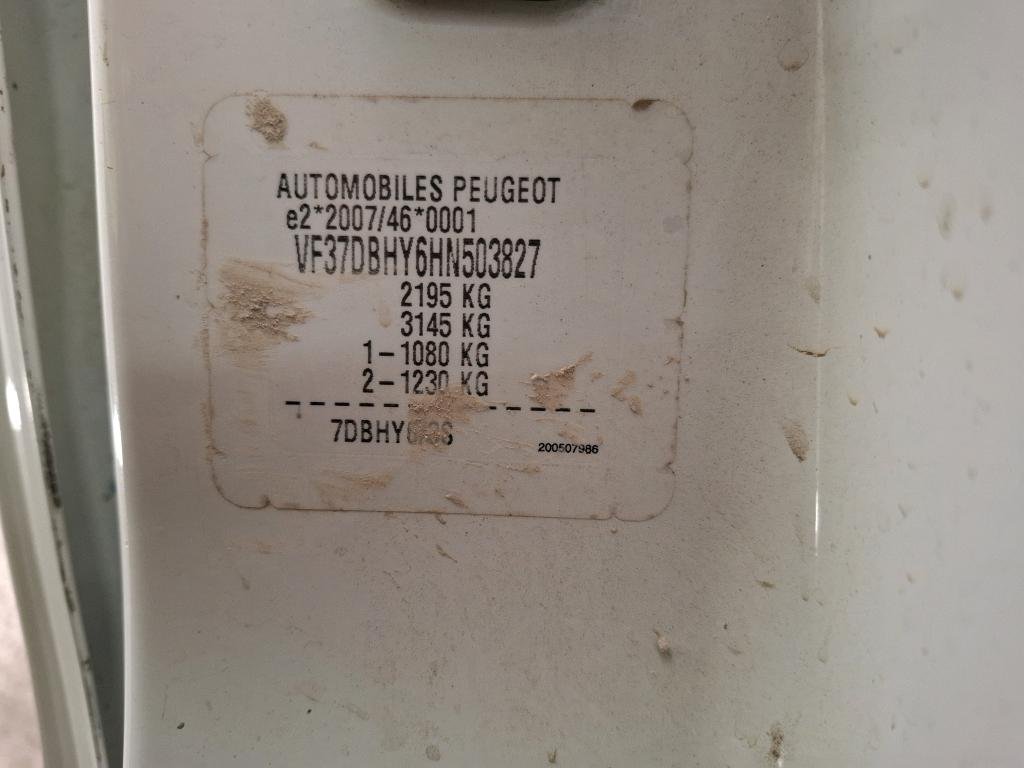 AUTOMOBILES PEUGEOT
e2*2007/46*0001
VF37DBHY6HN503827
2195 KG
3145 KG
1-1080 KG
2-1230 KG
200507986